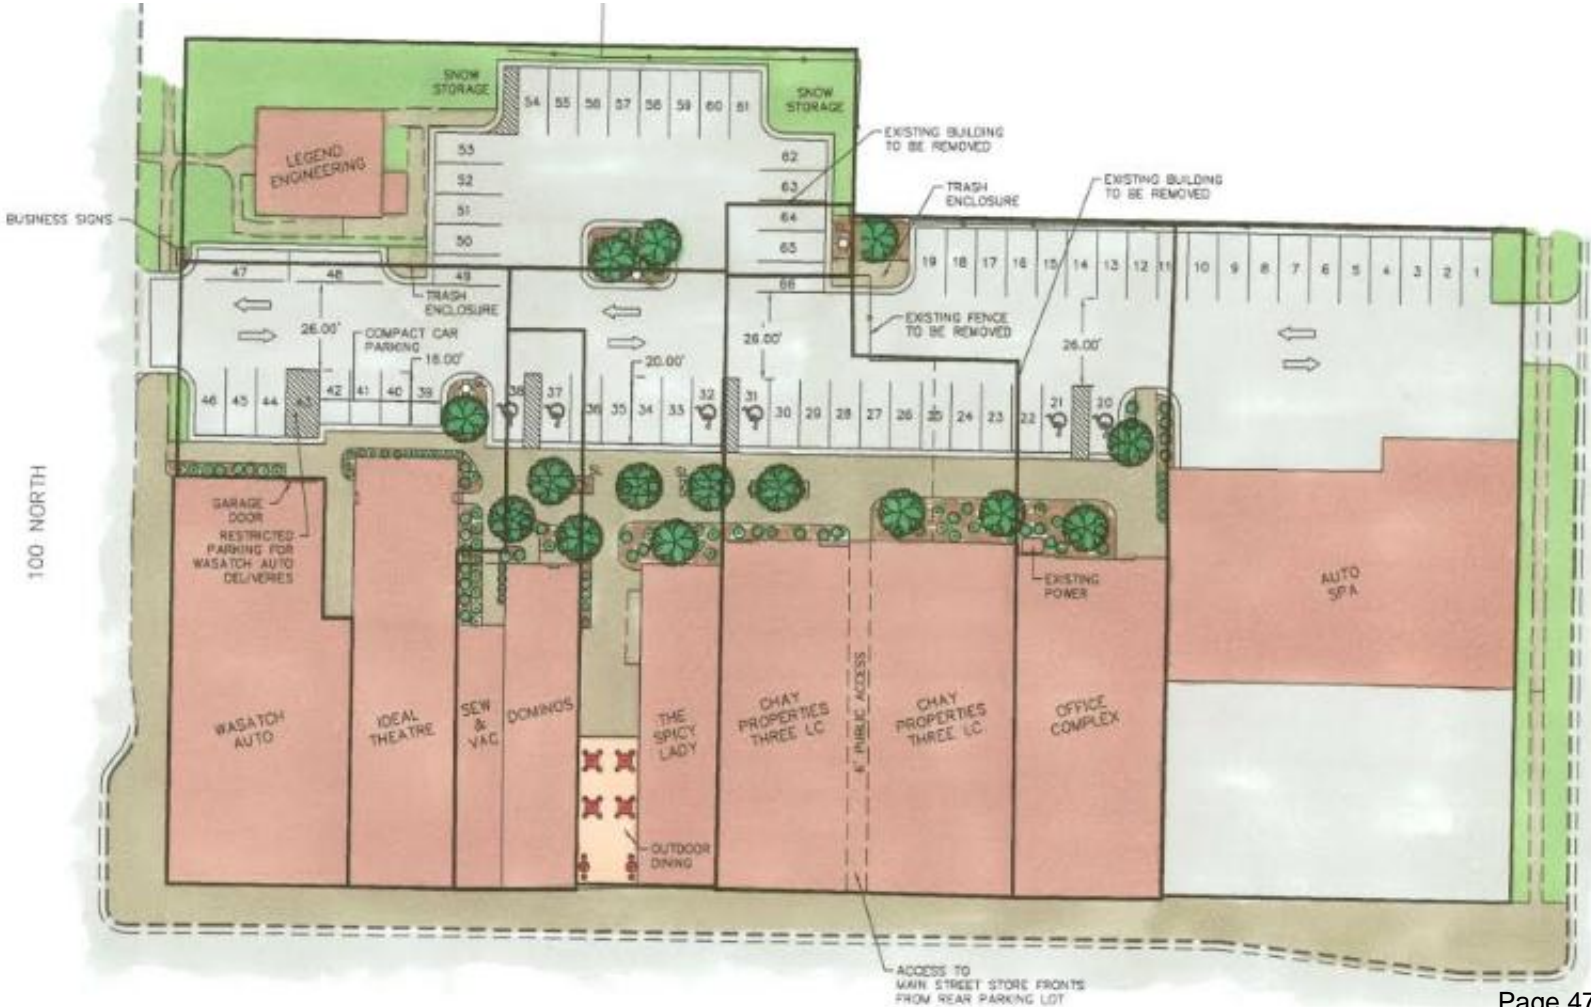 SNOW
STORAGE
54 55 56 57 58 59 60 61
SNOW
STORAGE
LEGEND
ENGINEERING
EXISTING BUILDING
TO BE REMOVED
53
52
51
50
49
62
63
64
65
66
TRASH
ENCLOSURE
EXISTING BUILDING
TO BE REMOVED
BUSINESS SIGNS
47 48
19 18 17 16 15 14 13 12 11 10 9 8 7 6 5 4 3 2 1
TRASH
ENCLOSURE
EXISTING FENCE
TO BE REMOVED
26.00'
COMPACT CAR
PARKING
18.00'
20.00'
26.00'
26.00'
46 45 44 43 42 41 40 39 38 37 36 35 34 33 32 31 30 29 28 27 26 25 24 23 22 21 20
100 NORTH
GARAGE
DOOR
RESTRICTED
PARKING FOR
WASATCH AUTO
DELIVERIES
EXISTING
POWER
AUTO
SPA
WASATCH
AUTO
IDEAL
THEATRE
SEW
&
VAC
DOMINOS
THE
SPICY
LADY
CHAY
PROPERTIES
THREE LC
6' PUBLIC ACCESS
CHAY
PROPERTIES
THREE LC
OFFICE
COMPLEX
OUTDOOR
DINING
ACCESS TO
MAIN STREET STORE FRONTS
FROM REAR PARKING LOT
Page 47